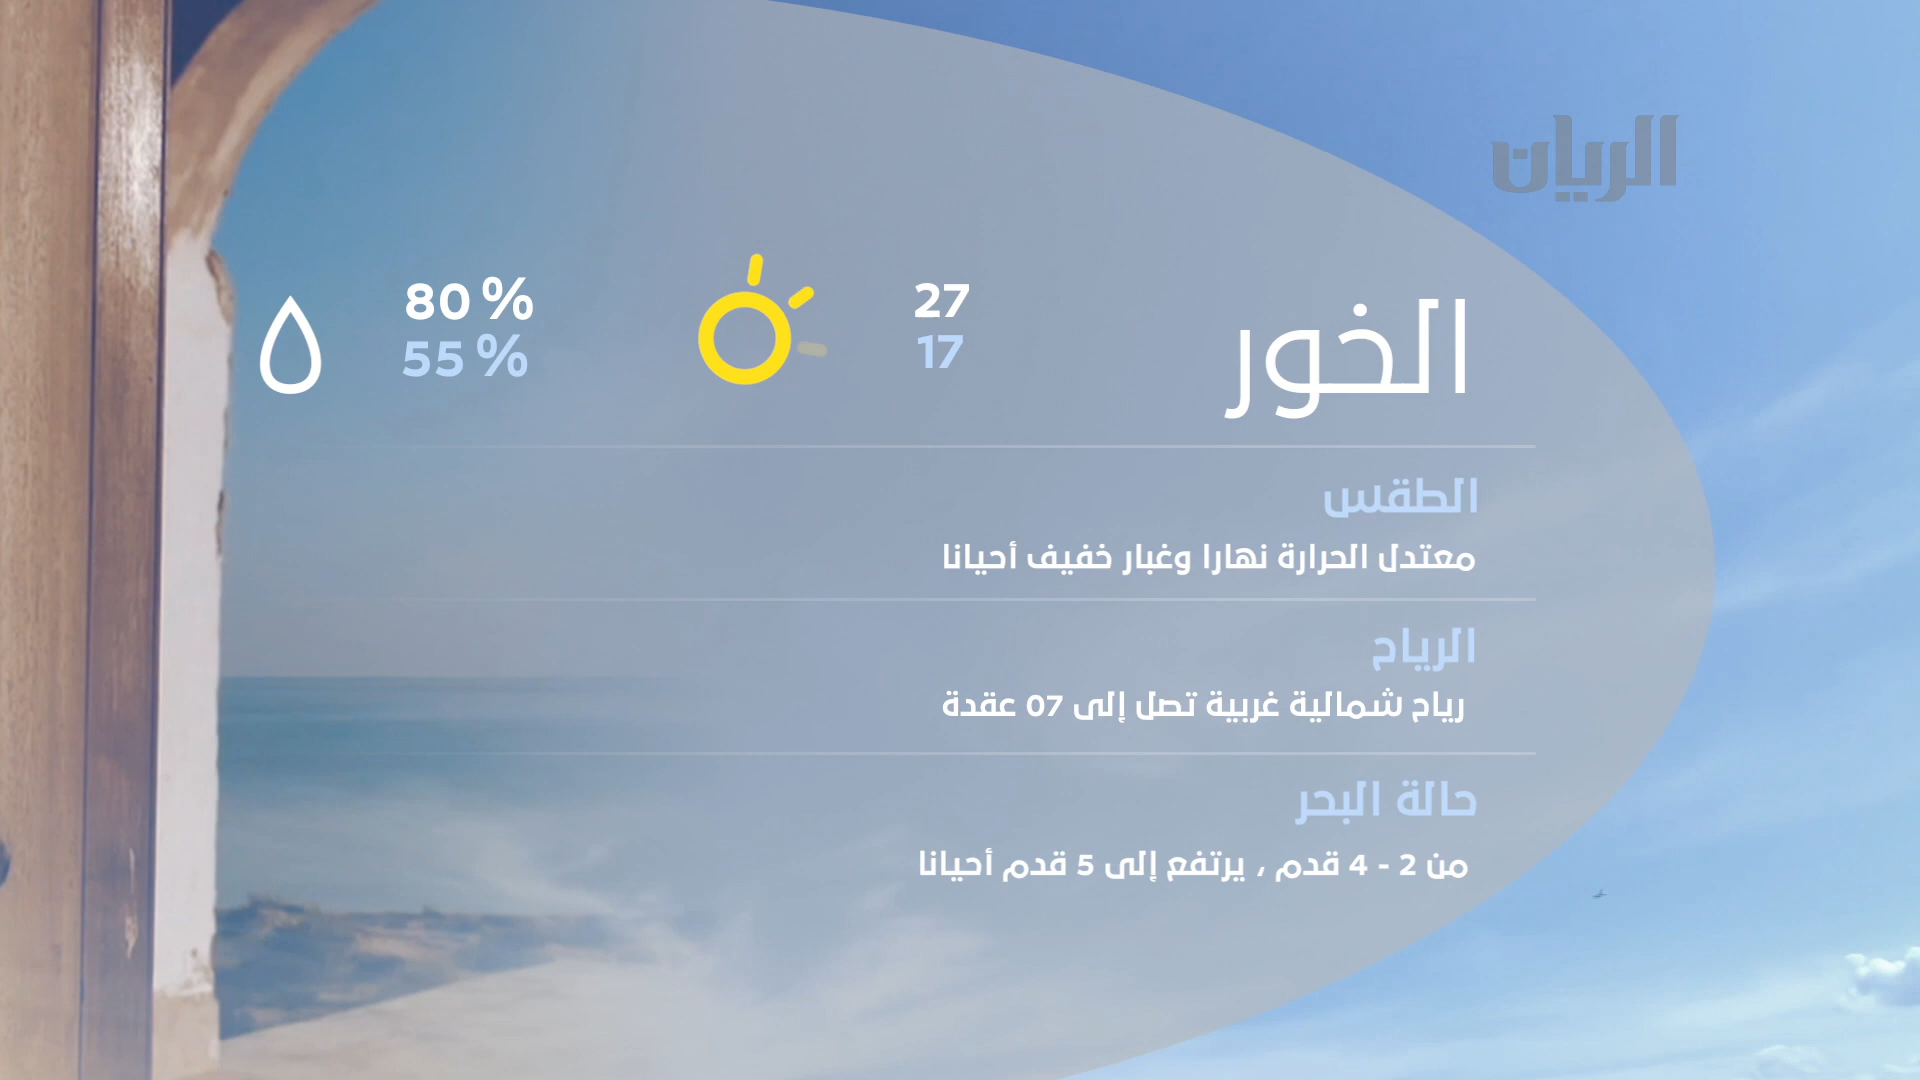 الريان
الخور
27
17
80 %
55 %
الطقس
معتدل الحرارة نهارا وغبار خفيف أحيانا
الرياح
رياح شمالية غربية تصل إلى 07 عقدة
حالة البحر
من 2 - 4 قدم ، يرتفع إلى 5 قدم أحيانا